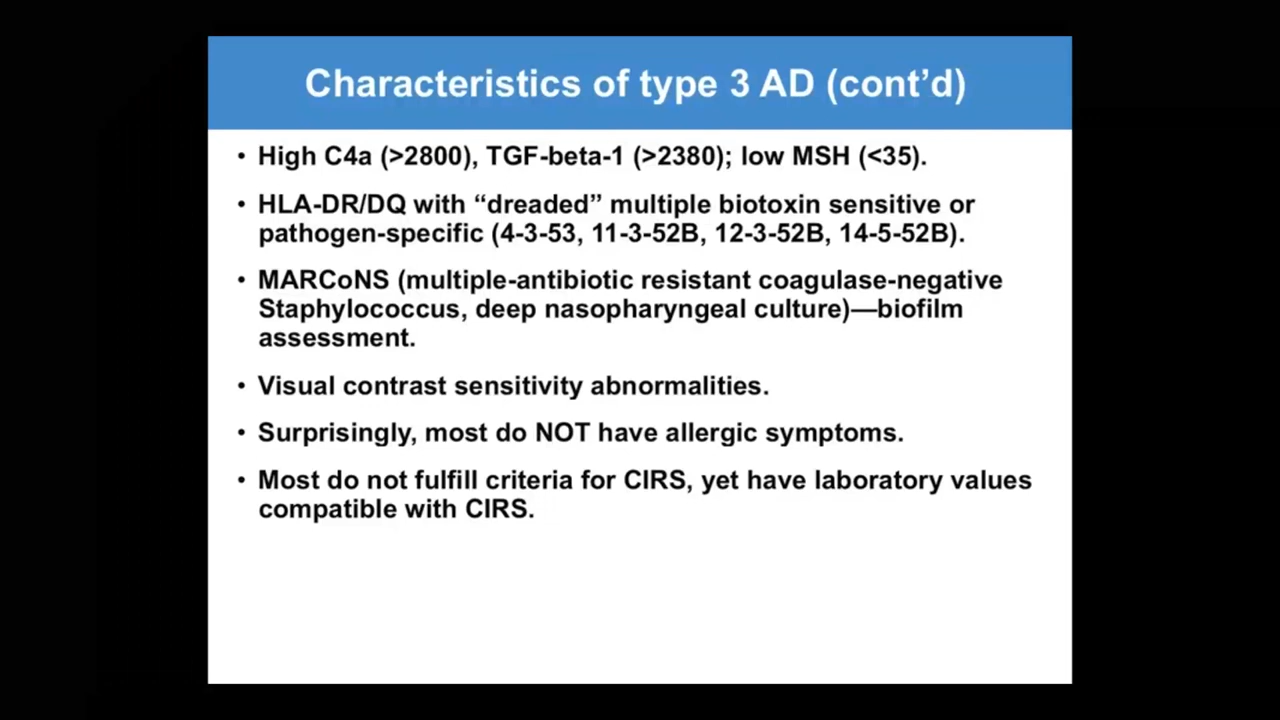 Characteristics of type 3 AD (cont’d)
• High C4a (>2800), TGF-beta-1 (>2380); low MSH (<35).
• HLA-DR/DQ with “dreaded” multiple biotoxin sensitive or
pathogen-specific (4-3-53, 11-3-52B, 12-3-52B, 14-5-52B).
• MARCoNS (multiple-antibiotic resistant coagulase-negative
Staphylococcus, deep nasopharyngeal culture)—biofilm
assessment.
• Visual contrast sensitivity abnormalities.
• Surprisingly, most do NOT have allergic symptoms.
• Most do not fulfill criteria for CIRS, yet have laboratory values
compatible with CIRS.